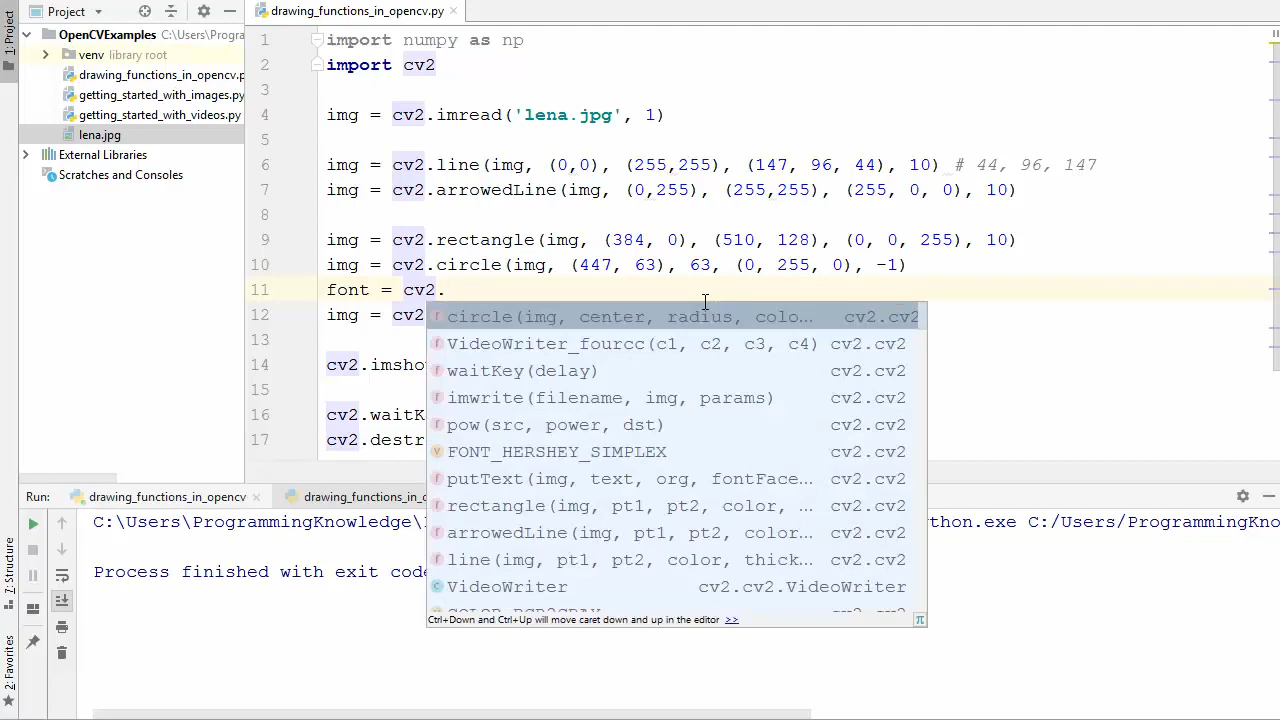 Project
drawing_functions_in_opencv.py
1: Project
OpenCVExamples C:\Users\Progra
venv library root
drawing_functions_in_opencv.p
getting_started_with_images.py
getting_started_with_videos.py
lena.jpg
External Libraries
Scratches and Consoles
1 import numpy as np
2 import cv2
3
4 img = cv2.imread('lena.jpg', 1)
5
6 img = cv2.line(img, (0,0), (255,255), (147, 96, 44), 10) # 44, 96, 147
7 img = cv2.arrowedLine(img, (0,255), (255,255), (255, 0, 0), 10)
8
9 img = cv2.rectangle(img, (384, 0), (510, 128), (0, 0, 255), 10)
10 img = cv2.circle(img, (447, 63), 63, (0, 255, 0), -1)
11 font = cv2.
12 img = cv2
13
14 cv2.imsho
15
16 cv2.waitK
17 cv2.destr
circle(img, center, radius, colo... cv2.cv2
VideoWriter_fourcc(c1, c2, c3, c4) cv2.cv2
waitKey(delay) cv2.cv2
imwrite(filename, img, params) cv2.cv2
pow(src, power, dst) cv2.cv2
FONT_HERSHEY_SIMPLEX cv2.cv2
putText(img, text, org, fontFace... cv2.cv2
rectangle(img, pt1, pt2, color, ... cv2.cv2
arrowedLine(img, pt1, pt2, color... cv2.cv2
line(img, pt1, pt2, color, thick... cv2.cv2
VideoWriter cv2.cv2.VideoWriter
Ctrl+Down and Ctrl+Up will move caret down and up in the editor >> π
Run: drawing_functions_in_opencv drawing_functions_in_o
C:\Users\ProgrammingKnowledge\ thon.exe C:/Users/ProgrammingKno
Process finished with exit cod
7: Structure
2: Favorites